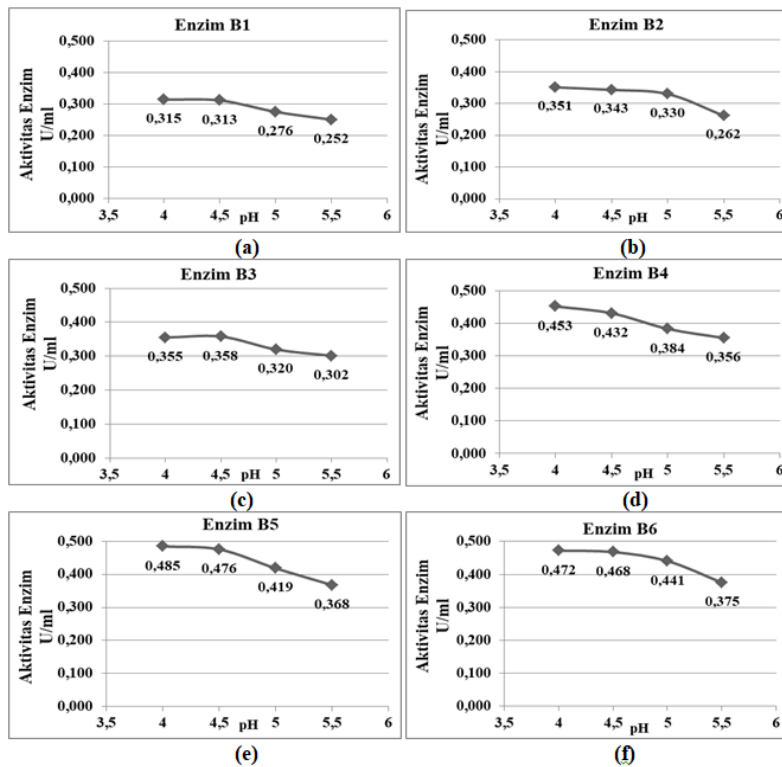 Enzim B1
Aktivitas Enzim
U/ml
0,500
0,400
0,300
0,200
0,100
0,000
0,315 0,313 0,276 0,252
3,5 4 4,5 pH 5 5,5 6
(a)
Enzim B2
Aktivitas Enzim
U/ml
0,500
0,400
0,300
0,200
0,100
0,000
0,351 0,343 0,330 0,262
3,5 4 4,5 pH 5 5,5 6
(b)
Enzim B3
Aktivitas Enzim
U/ml
0,500
0,400
0,300
0,200
0,100
0,000
0,355 0,358 0,320 0,302
3,5 4 4,5 pH 5 5,5 6
(c)
Enzim B4
Aktivitas Enzim
U/ml
0,500
0,400
0,300
0,200
0,100
0,000
0,453 0,432 0,384 0,356
3,5 4 4,5 pH 5 5,5 6
(d)
Enzim B5
Aktivitas Enzim
U/ml
0,500
0,400
0,300
0,200
0,100
0,000
0,485 0,476 0,419 0,368
3,5 4 4,5 pH 5 5,5 6
(e)
Enzim B6
Aktivitas Enzim
U/ml
0,500
0,400
0,300
0,200
0,100
0,000
0,472 0,468 0,441 0,375
3,5 4 4,5 pH 5 5,5 6
(f)